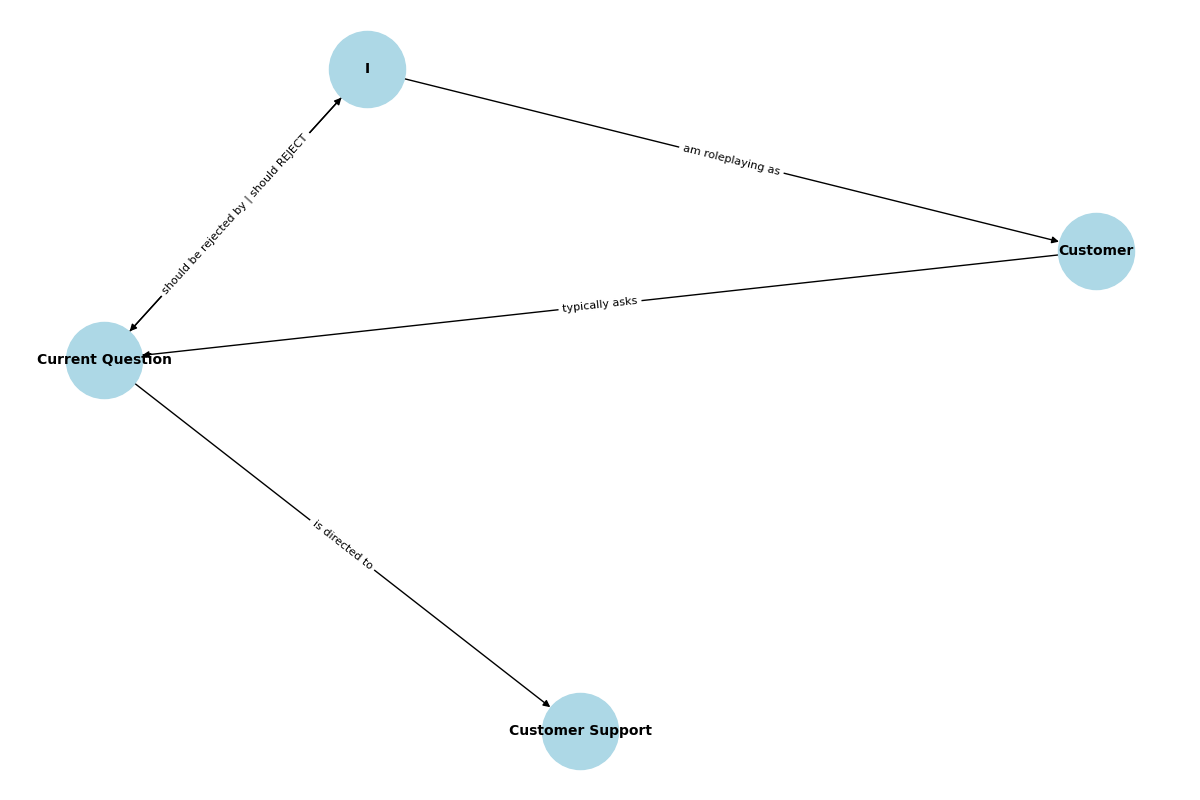 I
should be rejected by | should REJECT
am roleplaying as
Customer
typically asks
Current Question
is directed to
Customer Support